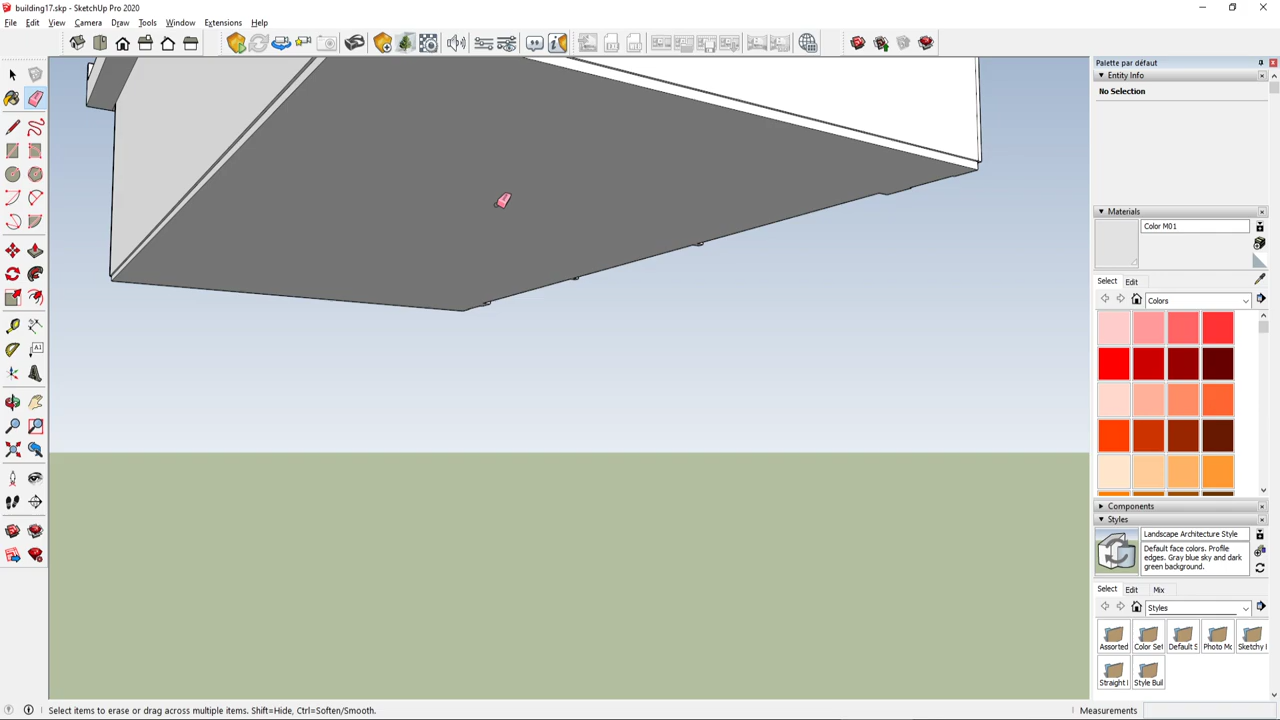 building17.skp - SketchUp Pro 2020
File Edit View Camera Draw Tools Window Extensions Help
Palette par défaut
Entity Info
No Selection
Materials
Color M01
Select Edit
Colors
Components
Styles
Landscape Architecture Style
Default face colors. Profile
edges. Gray blue sky and dark
green background.
Select Edit Mix
Styles
Assorted Color Set Default S Photo Mo Sketchy I
Straight I Style Buil
Select items to erase or drag across multiple items. Shift=Hide, Ctrl=Soften/Smooth.
Measurements